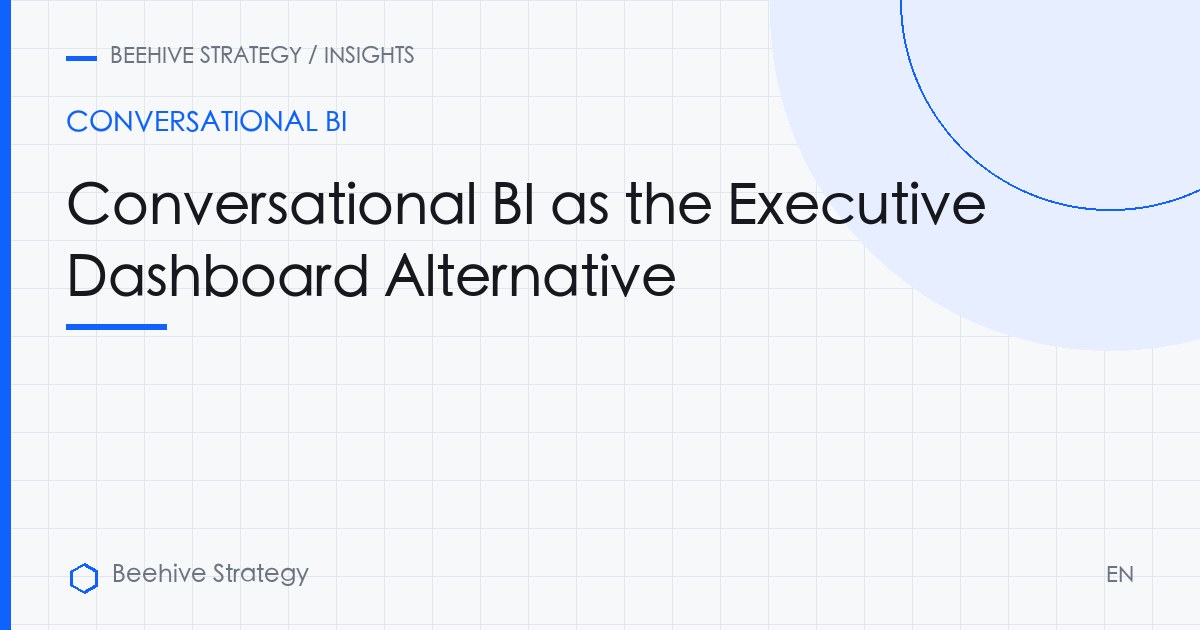 BEEHIVE STRATEGY / INSIGHTS
CONVERSATIONAL BI
Conversational BI as the Executive
Dashboard Alternative
Beehive Strategy
EN